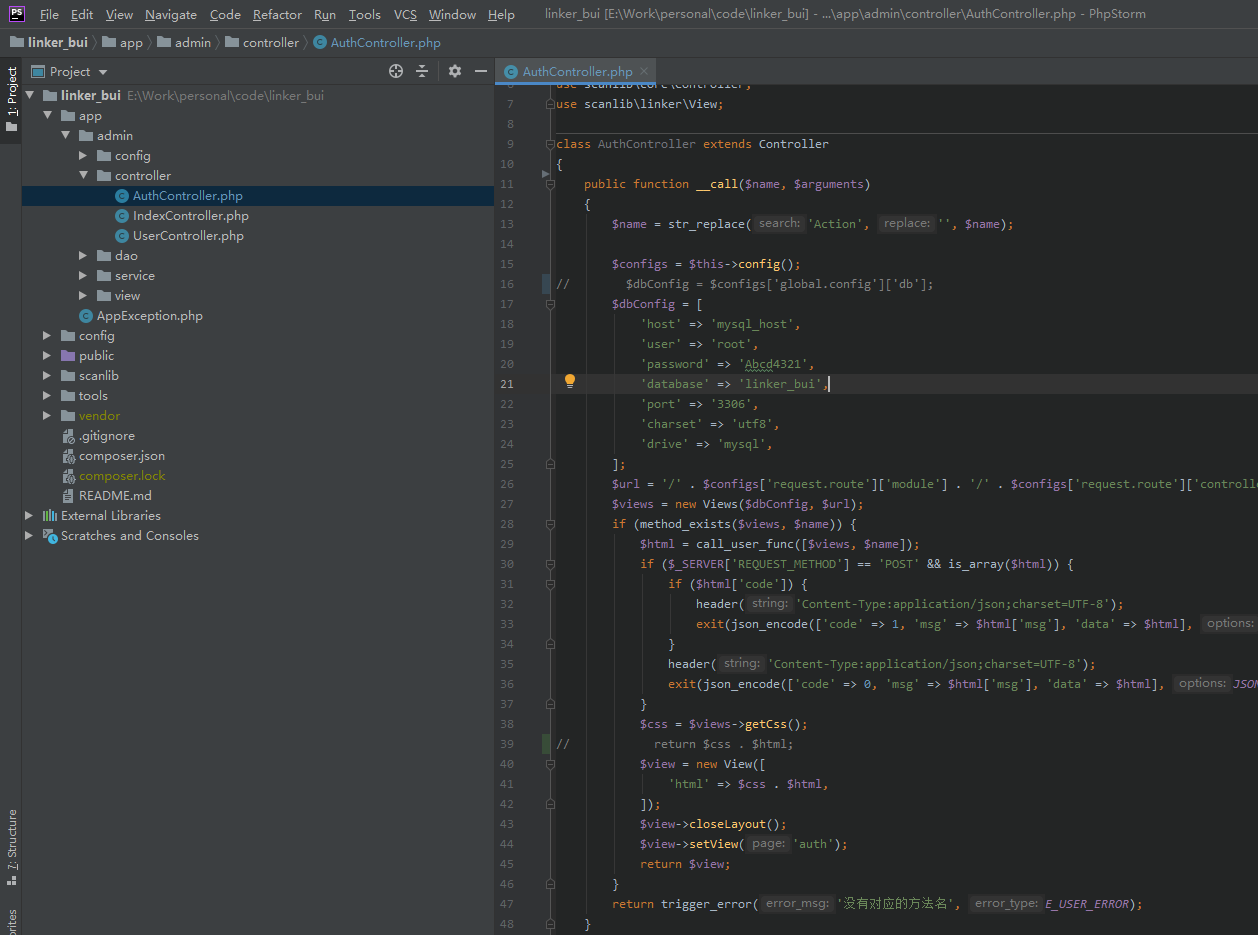 PS File Edit View Navigate Code Refactor Run Tools VCS Window Help linker_bui [E:\Work\personal\code\linker_bui] - ...\app\admin\controller\AuthController.php - PhpStorm
linker_bui app admin controller AuthController.php
1: Project
Project
linker_bui E:\Work\personal\code\linker_bui
app
admin
config
controller
AuthController.php
IndexController.php
UserController.php
dao
service
view
AppException.php
config
public
scanlib
tools
vendor
.gitignore
composer.json
composer.lock
README.md
External Libraries
Scratches and Consoles
7: Structure
AuthController.php
6 use scanlib\core\Controller;
7 use scanlib\linker\View;
8
9 class AuthController extends Controller
10 {
11 public function __call($name, $arguments)
12 {
13 $name = str_replace( search: 'Action', replace: '', $name);
14
15 $configs = $this->config();
16 // $dbConfig = $configs['global.config']['db'];
17 $dbConfig = [
18 'host' => 'mysql_host',
19 'user' => 'root',
20 'password' => 'Abcd4321',
21 'database' => 'linker_bui',
22 'port' => '3306',
23 'charset' => 'utf8',
24 'drive' => 'mysql',
25 ];
26 $url = '/' . $configs['request.route']['module'] . '/' . $configs['request.route']['controlle
27 $views = new Views($dbConfig, $url);
28 if (method_exists($views, $name)) {
29 $html = call_user_func([$views, $name]);
30 if ($_SERVER['REQUEST_METHOD'] == 'POST' && is_array($html)) {
31 if ($html['code']) {
32 header( string: 'Content-Type:application/json;charset=UTF-8');
33 exit(json_encode(['code' => 1, 'msg' => $html['msg'], 'data' => $html], options:
34 }
35 header( string: 'Content-Type:application/json;charset=UTF-8');
36 exit(json_encode(['code' => 0, 'msg' => $html['msg'], 'data' => $html], options: JSON
37 }
38 $css = $views->getCss();
39 // return $css . $html;
40 $view = new View([
41 'html' => $css . $html,
42 ]);
43 $view->closeLayout();
44 $view->setView( page: 'auth');
45 return $view;
46 }
47 return trigger_error( error_msg: '没有对应的方法名', error_type: E_USER_ERROR);
48 }